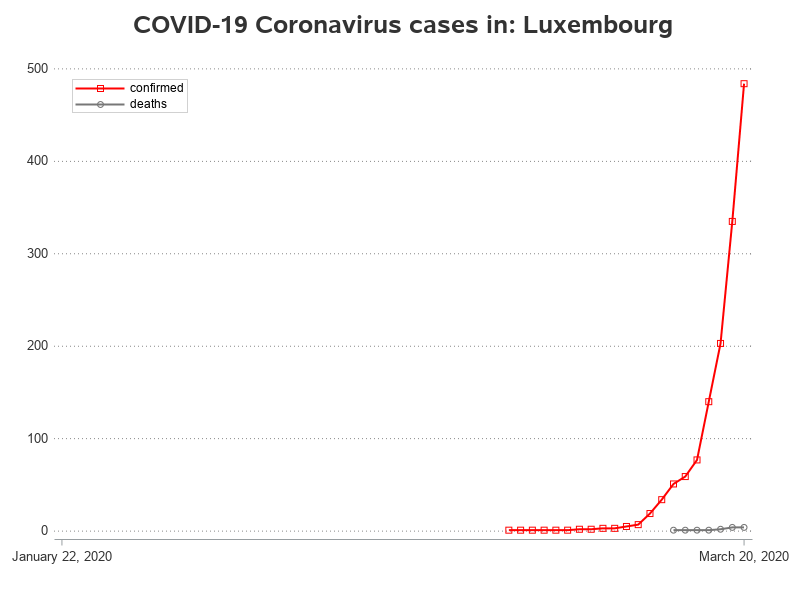 COVID-19 Coronavirus cases in: Luxembourg
500
confirmed
deaths
400
300
200
100
0
January 22, 2020
March 20, 2020